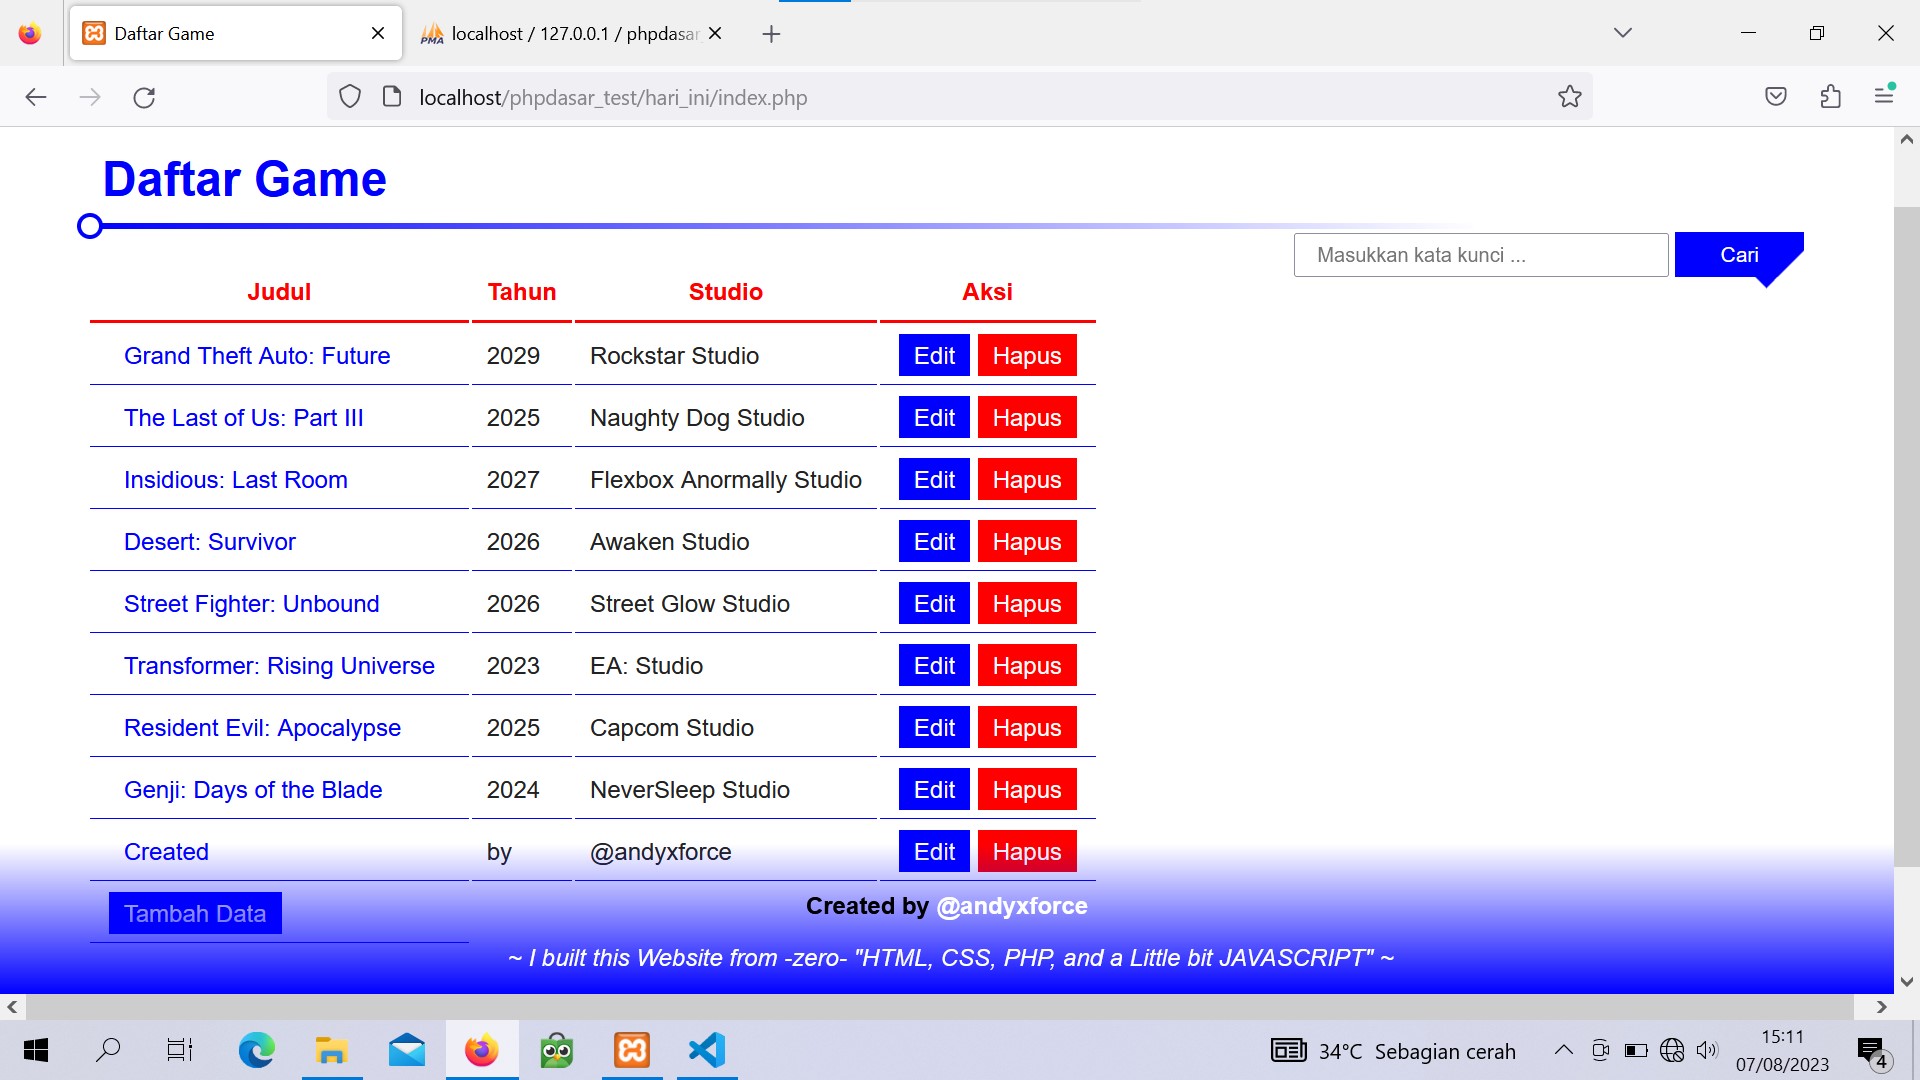 Daftar Game
localhost / 127.0.0.1 / phpdasar
localhost/phpdasar_test/hari_ini/index.php
Daftar Game
Masukkan kata kunci ... Cari
Judul Tahun Studio Aksi
Grand Theft Auto: Future 2029 Rockstar Studio Edit Hapus
The Last of Us: Part III 2025 Naughty Dog Studio Edit Hapus
Insidious: Last Room 2027 Flexbox Anormally Studio Edit Hapus
Desert: Survivor 2026 Awaken Studio Edit Hapus
Street Fighter: Unbound 2026 Street Glow Studio Edit Hapus
Transformer: Rising Universe 2023 EA: Studio Edit Hapus
Resident Evil: Apocalypse 2025 Capcom Studio Edit Hapus
Genji: Days of the Blade 2024 NeverSleep Studio Edit Hapus
Created by @andyxforce Edit Hapus
Tambah Data
Created by @andyxforce
~ I built this Website from -zero- "HTML, CSS, PHP, and a Little bit JAVASCRIPT" ~
34°C Sebagian cerah
15:11
07/08/2023
4
PMA